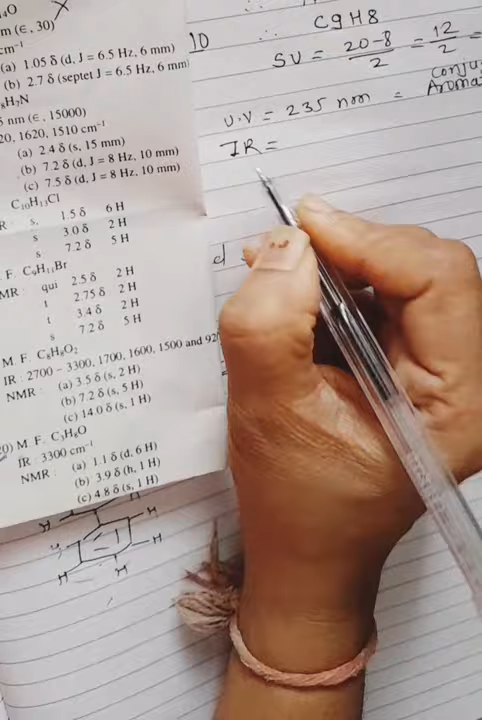 m (ϵ, 30)
cm⁻¹
(a) 1.05 δ (d, J = 6.5 Hz, 6 mm)
(b) 2.7 δ (septet J = 6.5 Hz, 6 mm)
5 nm (ϵ, 15000)
20, 1620, 1510 cm⁻¹
(a) 2.4 δ (s, 15 mm)
(b) 7.2 δ (d, J = 8 Hz, 10 mm)
(c) 7.5 δ (d, J = 8 Hz, 10 mm)
C₁₀H₁₃Cl
R : s, 1.5 δ 6 H
s 3.0 δ 2 H
s 7.2 δ 5 H
F. C₉H₁₁Br
MR : qui 2.5 δ 2 H
t 2.75 δ 2 H
t 3.4 δ 2 H
s 7.2 δ 5 H
M F. C₈H₈O₂
IR : 2700 – 3300, 1700, 1600, 1500 and 92
NMR : (a) 3.5 δ (s, 2 H)
(b) 7.2 δ (s, 5 H)
(c) 14.0 δ (s, 1 H)
M F. C₃H₈O
IR : 3300 cm⁻¹
NMR : (a) 1.1 δ (d, 6 H)
(b) 3.9 δ (h, 1 H)
(c) 4.8 δ (s, 1 H)
10 ∴ C9H8
SV = 20-8/2 = 12/2 =
U.V = 235 nm = conju
Aroma
IR =
d
H H
H H
H H